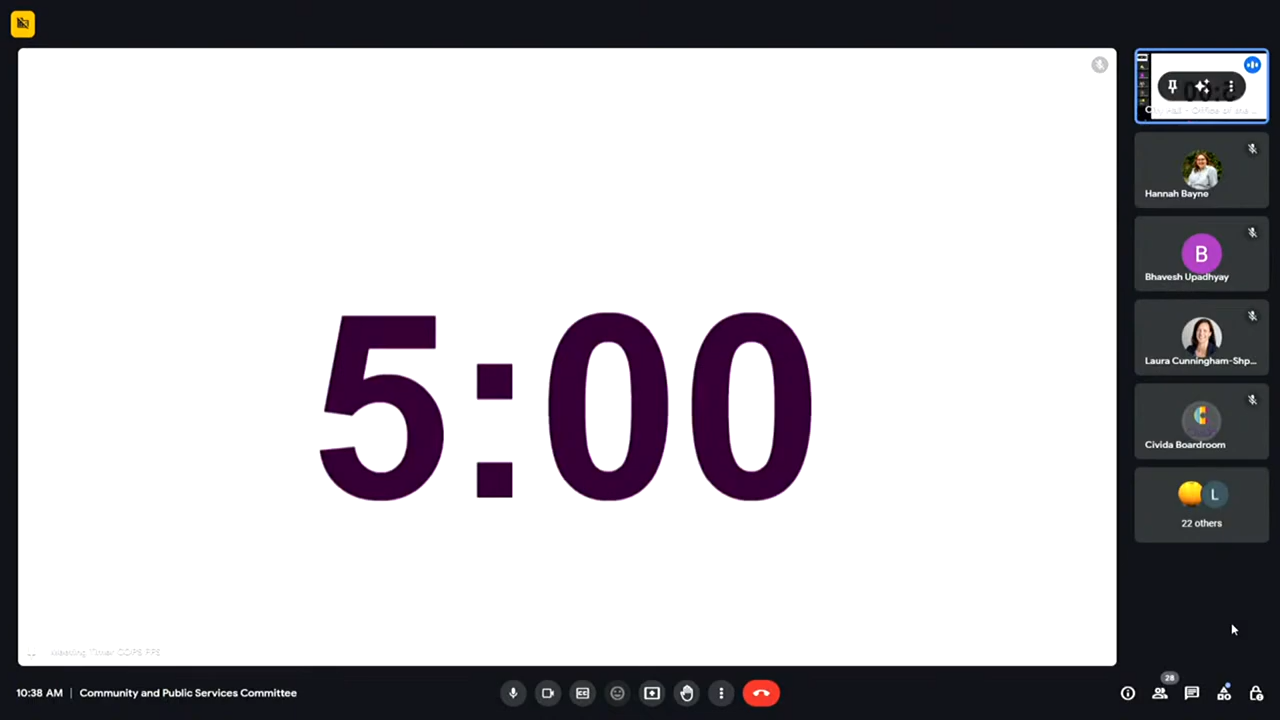 5:00
Hannah Bayne
B
Bhavesh Upadhyay
Laura Cunningham-Shp...
Civida Boardroom
L
22 others
10:38 AM | Community and Public Services Committee
28